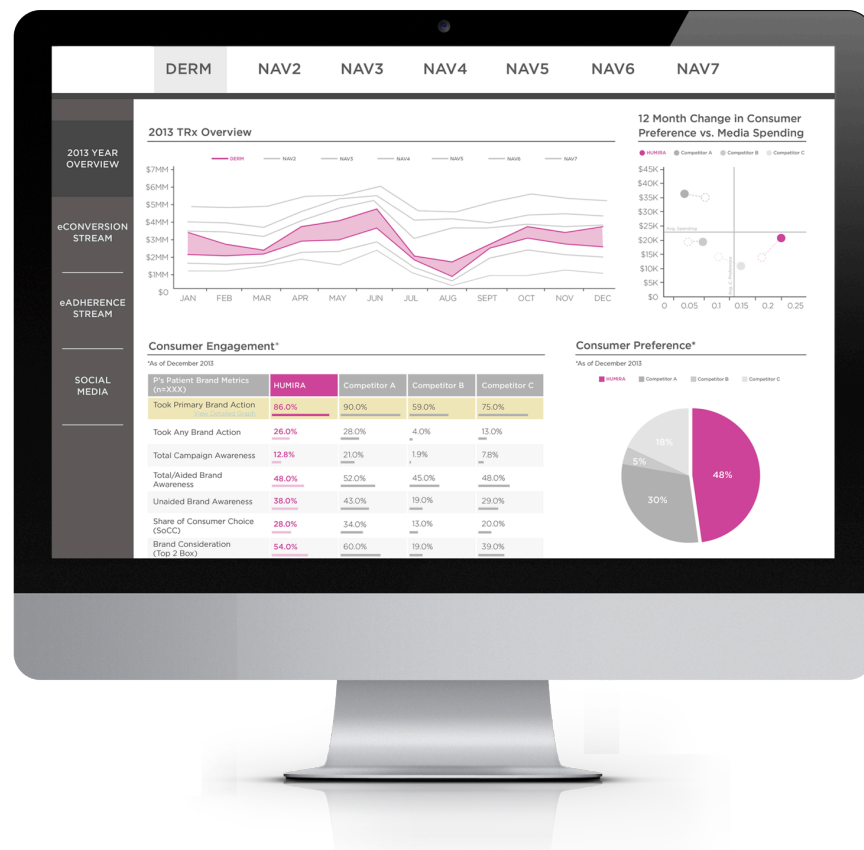 DERM NAV2 NAV3 NAV4 NAV5 NAV6 NAV7
2013 YEAR
OVERVIEW
eCONVERSION
STREAM
eADHERENCE
STREAM
SOCIAL
MEDIA
2013 TRx Overview
DERM NAV2 NAV3 NAV4 NAV5 NAV6 NAV7
$7MM
$6MM
$5MM
$4MM
$3MM
$2MM
$1MM
$0
JAN FEB MAR APR MAY JUN JUL AUG SEPT OCT NOV DEC
12 Month Change in Consumer
Preference vs. Media Spending
HUMIRA Competitor A Competitor B Competitor C
$45K
$40K
$35K
$30K
$25K
$20K
$15K
$10K
$5K
$0
Avg. Spending
Avg. C. Preference
0 0.05 0.1 0.15 0.2 0.25
Consumer Engagement*
*As of December 2013
P's Patient Brand Metrics
(n=XXX)
HUMIRA Competitor A Competitor B Competitor C
Took Primary Brand Action 86.0% 90.0% 59.0% 75.0%
View Detailed Graph
Took Any Brand Action 26.0% 28.0% 4.0% 13.0%
Total Campaign Awareness 12.8% 21.0% 1.9% 7.8%
Total/Aided Brand
Awareness
48.0% 52.0% 45.0% 48.0%
Unaided Brand Awareness 38.0% 43.0% 19.0% 29.0%
Share of Consumer Choice
(SoCC)
28.0% 34.0% 13.0% 20.0%
Brand Consideration
(Top 2 Box)
54.0% 60.0% 19.0% 39.0%
Consumer Preference*
*As of December 2013
HUMIRA Competitor A Competitor B Competitor C
18%
5%
30%
48%